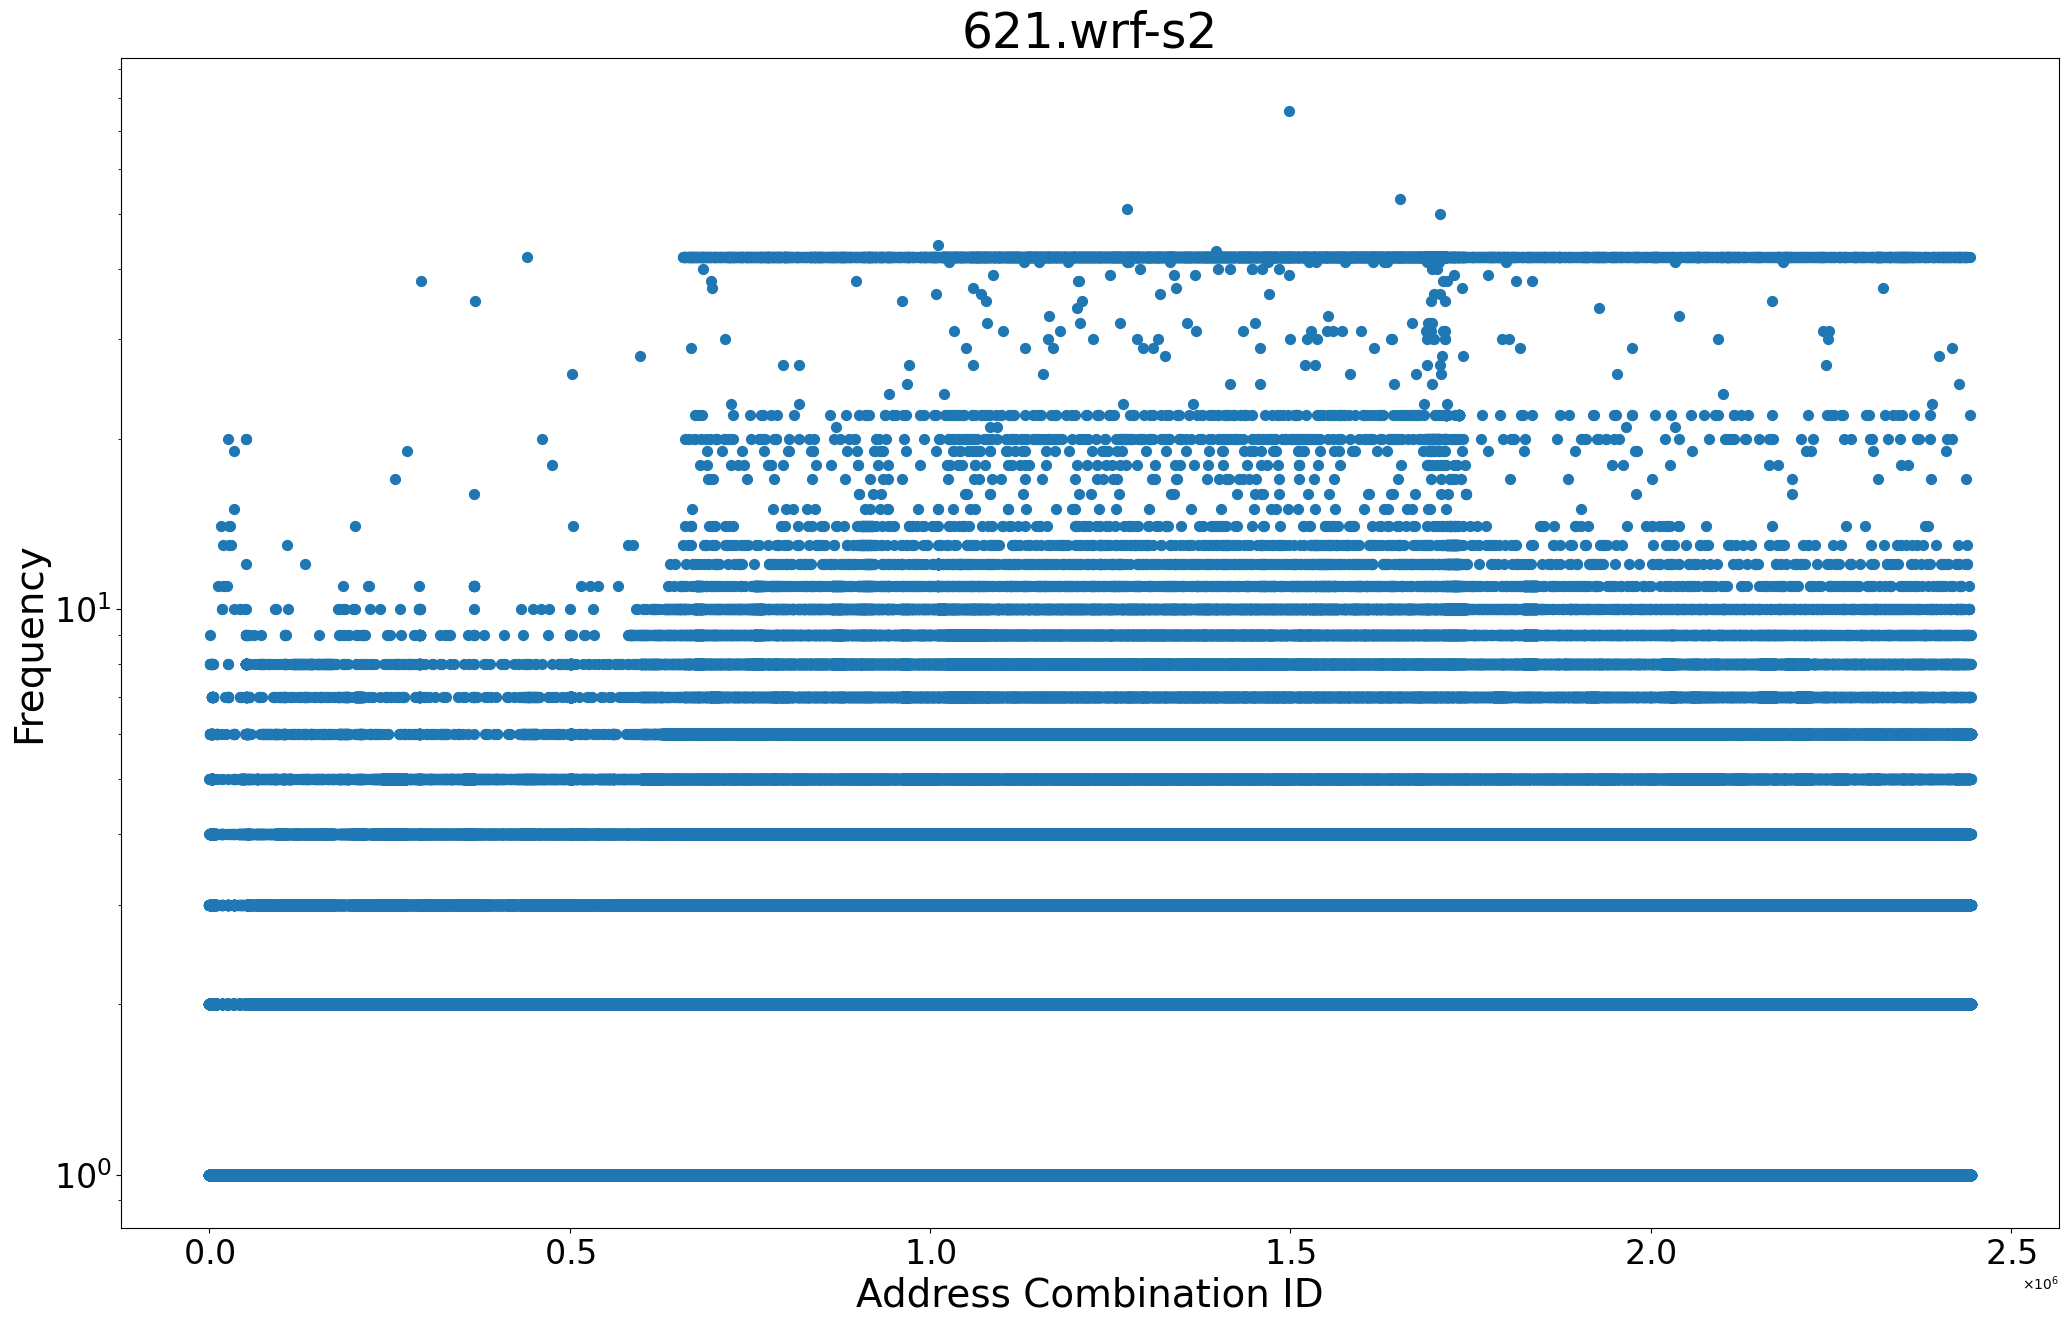 621.wrf-s2
Frequency
10¹
10⁰
0.0 0.5 1.0 1.5 2.0 2.5
×10⁶
Address Combination ID